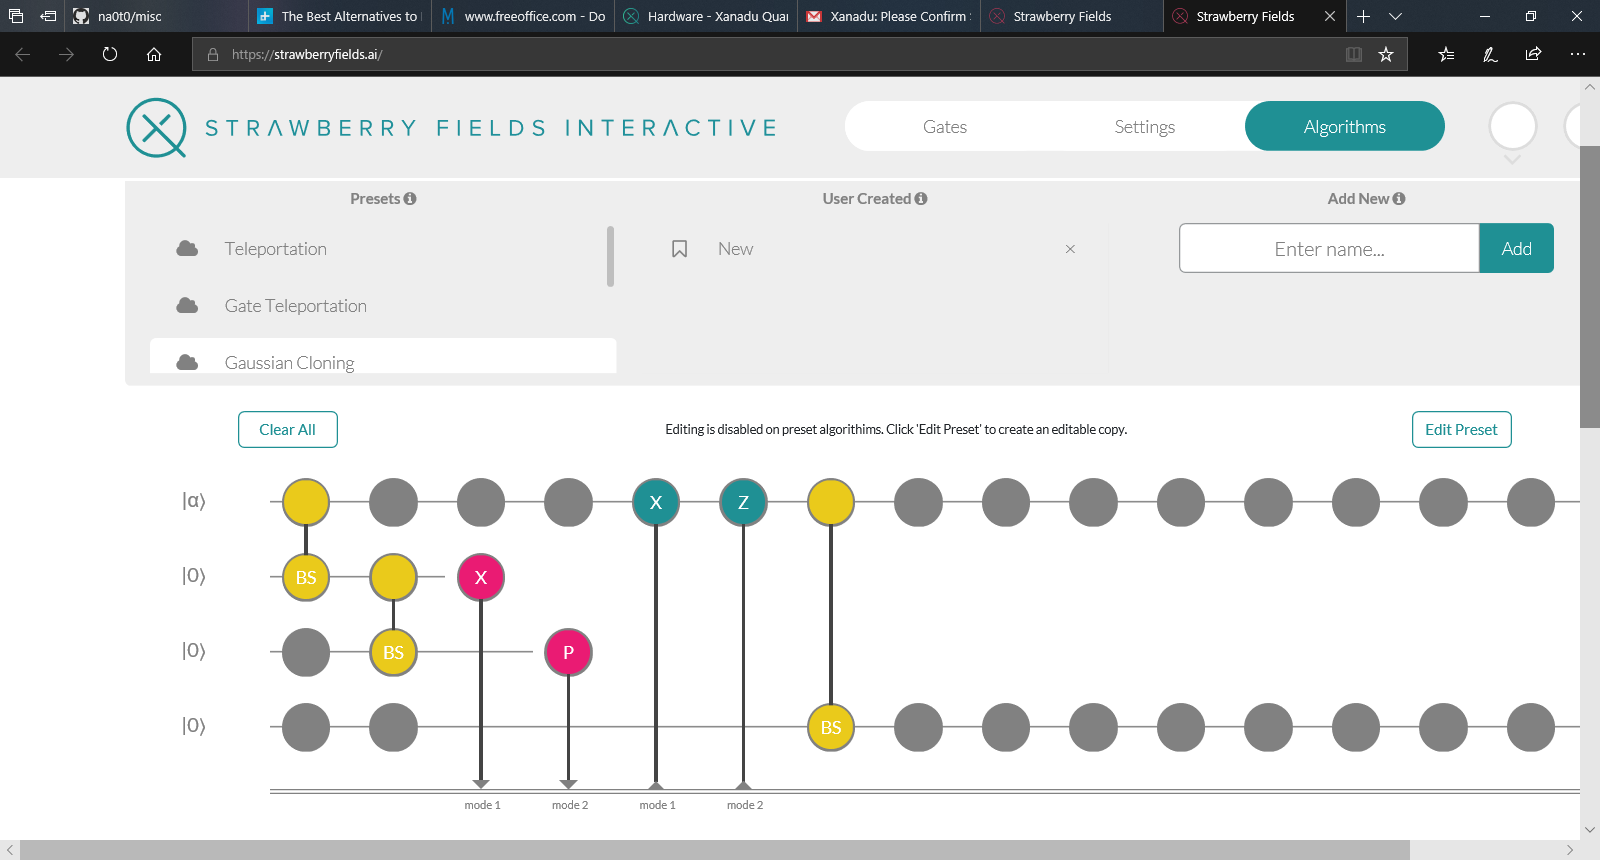 na0t0/misc
The Best Alternatives to
www.freeoffice.com - Do
Hardware - Xanadu Qua
Xanadu: Please Confirm
Strawberry Fields
Strawberry Fields
https://strawberryfields.ai/
STRAWBERRY FIELDS INTERACTIVE
Gates
Settings
Algorithms
Presets
User Created
Add New
Teleportation
New
Enter name...
Add
Gate Teleportation
Gaussian Cloning
Clear All
Editing is disabled on preset algorithims. Click 'Edit Preset' to create an editable copy.
Edit Preset
|α⟩
X
Z
|0⟩
BS
X
|0⟩
BS
P
|0⟩
BS
mode 1
mode 2
mode 1
mode 2